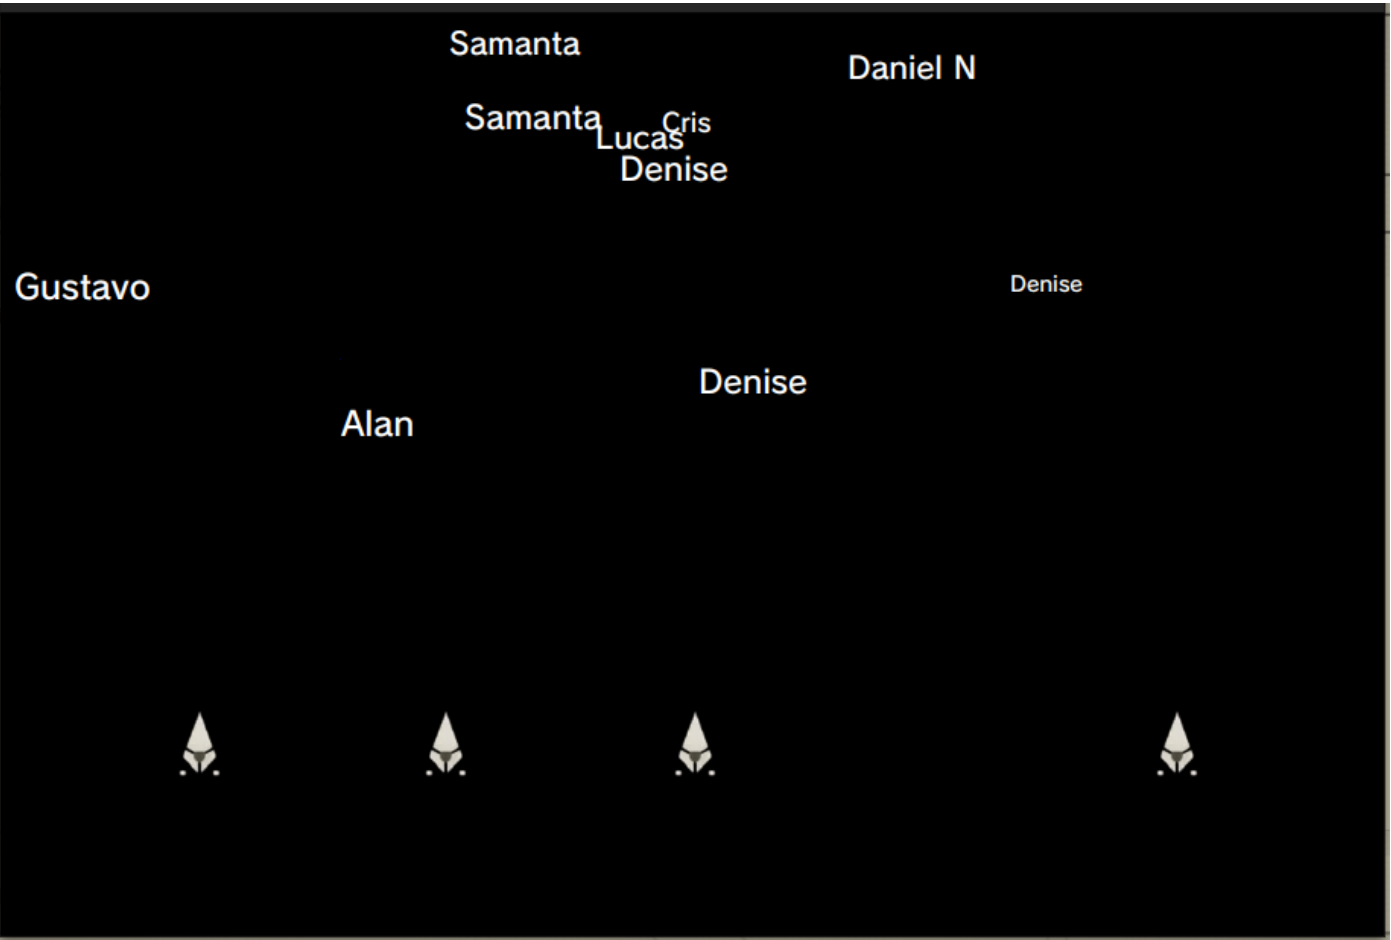 Samanta
Daniel N
Samanta
Cris
Lucas
Denise
Gustavo
Denise
Denise
Alan